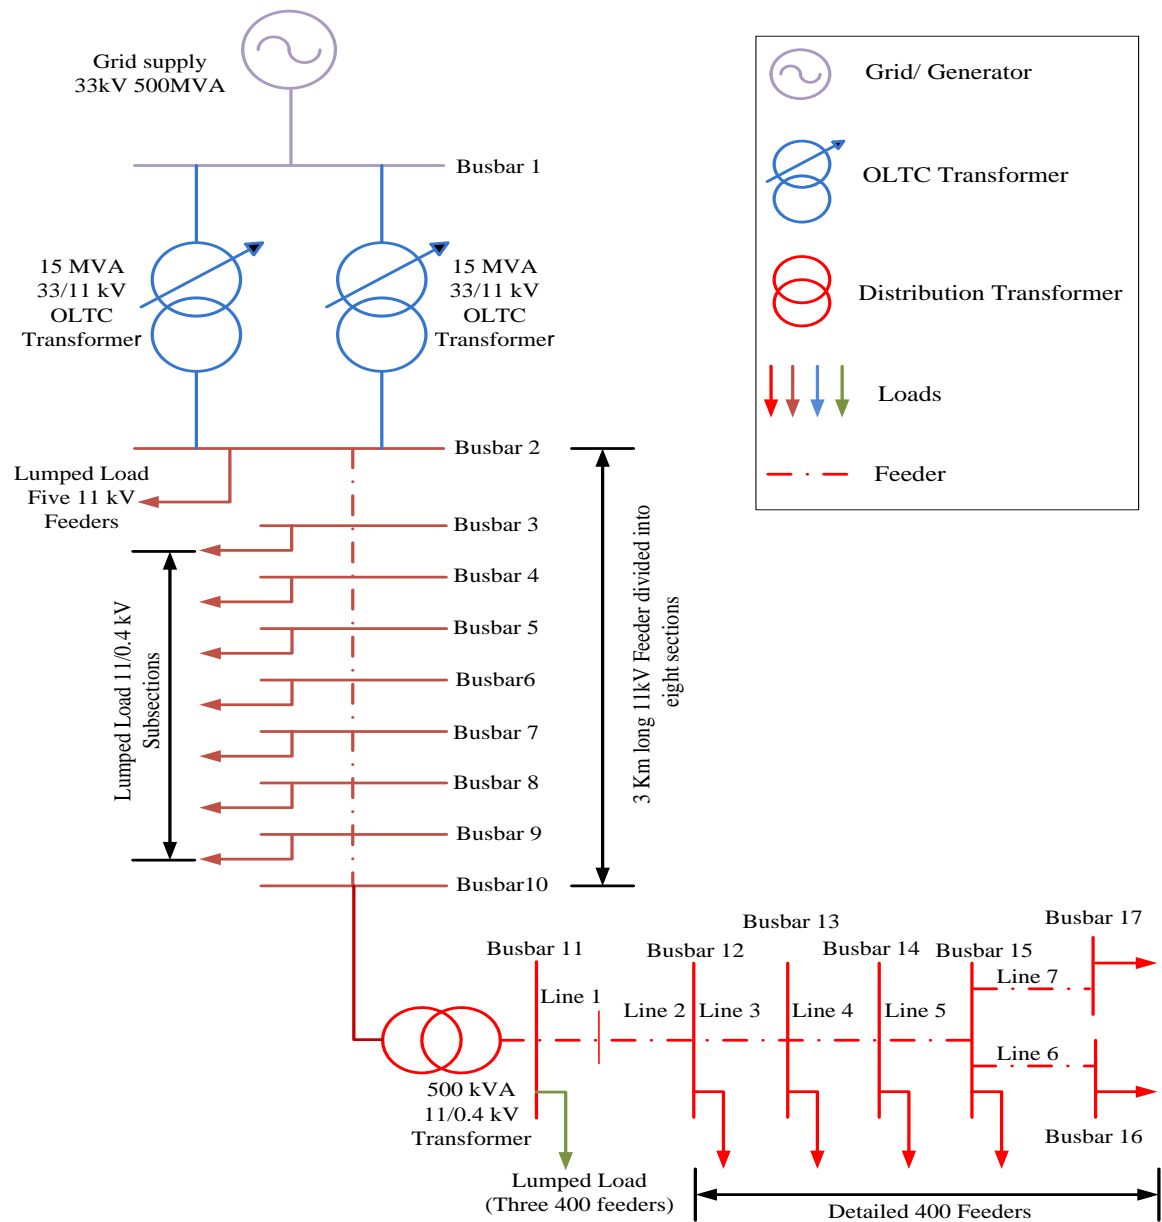 Grid supply
33kV 500MVA
Busbar 1
15 MVA
33/11 kV
OLTC
Transformer
15 MVA
33/11 kV
OLTC
Transformer
Busbar 2
Lumped Load
Five 11 kV
Feeders
Busbar 3
Busbar 4
Busbar 5
Busbar6
Busbar 7
Busbar 8
Busbar 9
Busbar10
Lumped Load 11/0.4 kV
Subsections
3 Km long 11kV Feeder divided into
eight sections
Grid/ Generator
OLTC Transformer
Distribution Transformer
Loads
Feeder
Busbar 11
Busbar 12
Busbar 13
Busbar 14
Busbar 15
Busbar 17
Line 1
Line 2
Line 3
Line 4
Line 5
Line 7
Line 6
Busbar 16
500 kVA
11/0.4 kV
Transformer
Lumped Load
(Three 400 feeders)
Detailed 400 Feeders